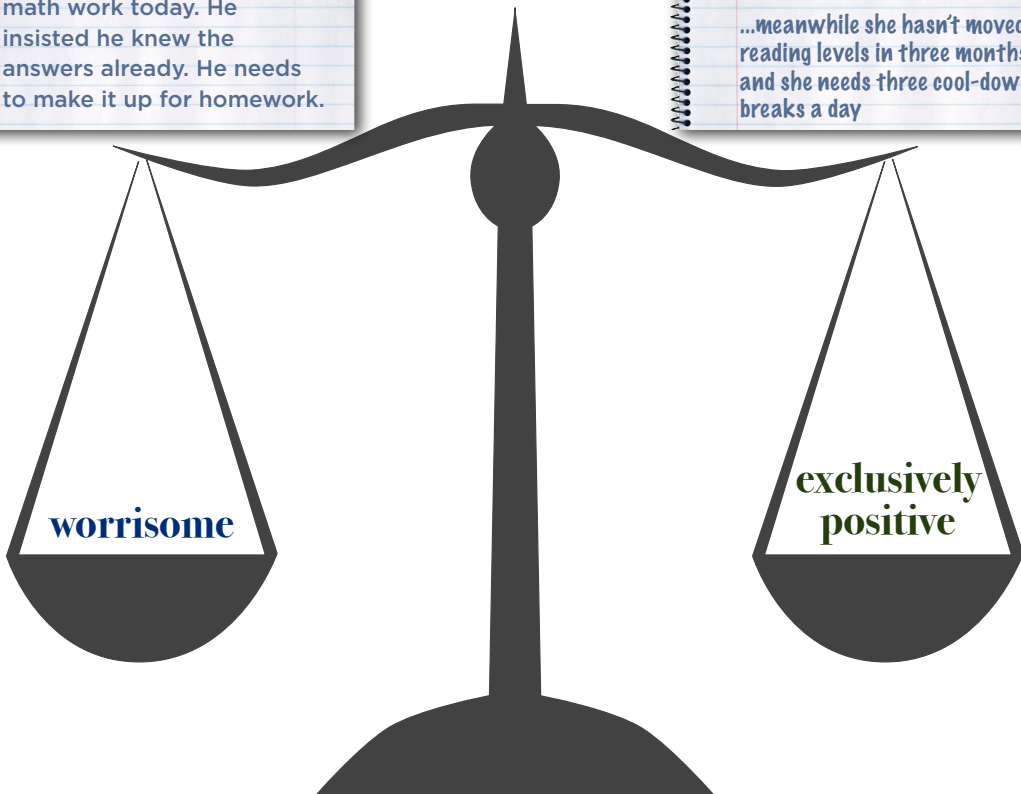 math work today. He
insisted he knew the
answers already. He needs
to make it up for homework.
...meanwhile she hasn't moved
reading levels in three months
and she needs three cool-dow
breaks a day
worrisome
exclusively
positive